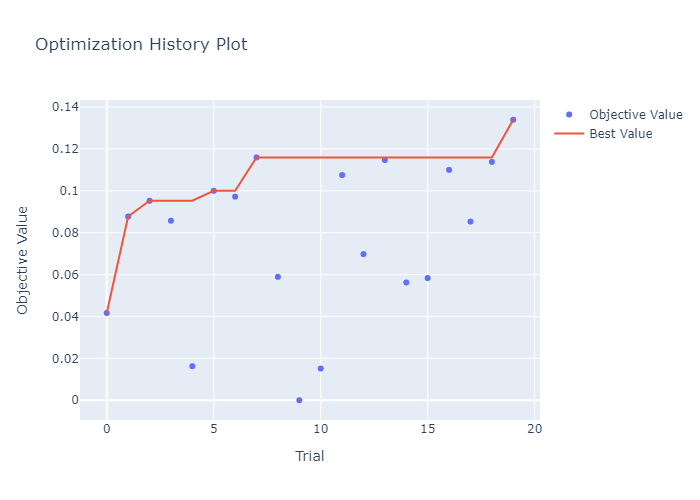 Optimization History Plot
Objective Value
Best Value
0.14
0.12
0.1
0.08
0.06
0.04
0.02
0
Objective Value
0
5
10
15
20
Trial